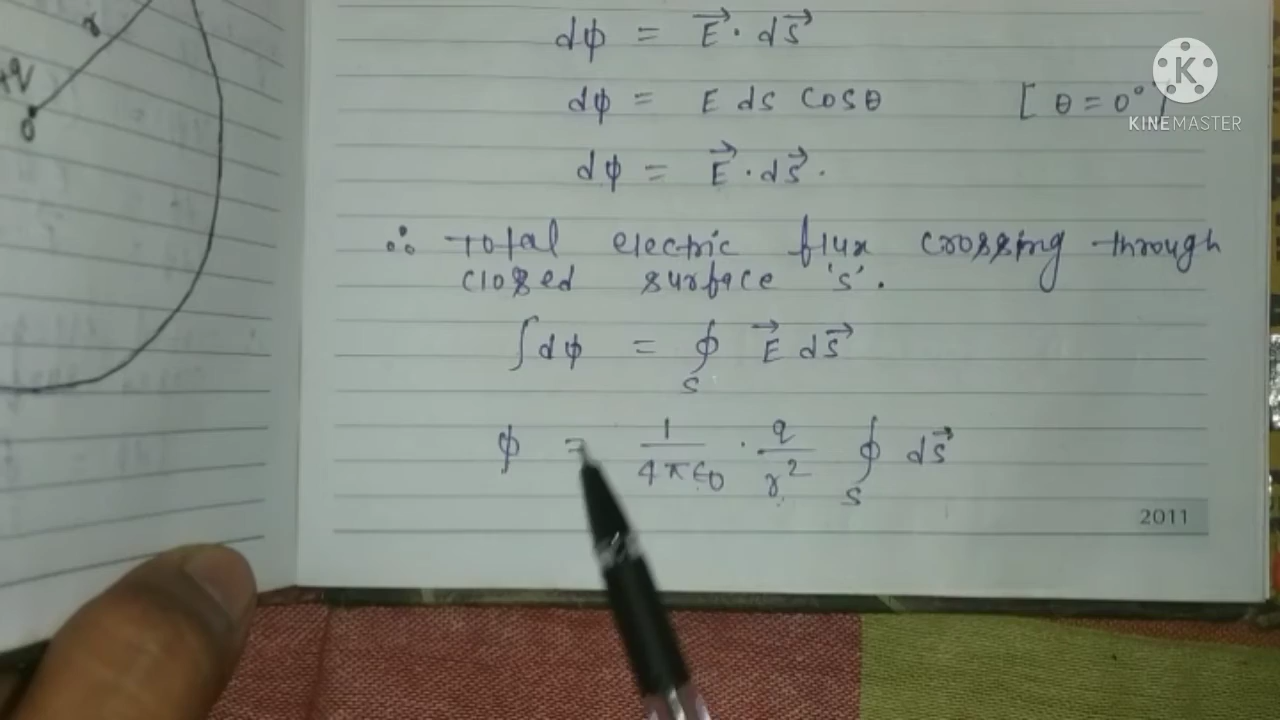 r
+q
O
dφ = E⃗ · ds⃗
dφ = E ds cosθ [ θ = 0° ]
dφ = E⃗ · ds⃗.
∴ Total electric flux crossing through
closed surface 's'.
∫dφ = ∮ₛ E⃗ ds⃗
φ = 1/4πϵ₀ · q/r² ∮ₛ ds⃗
2011
K
KINEMASTER